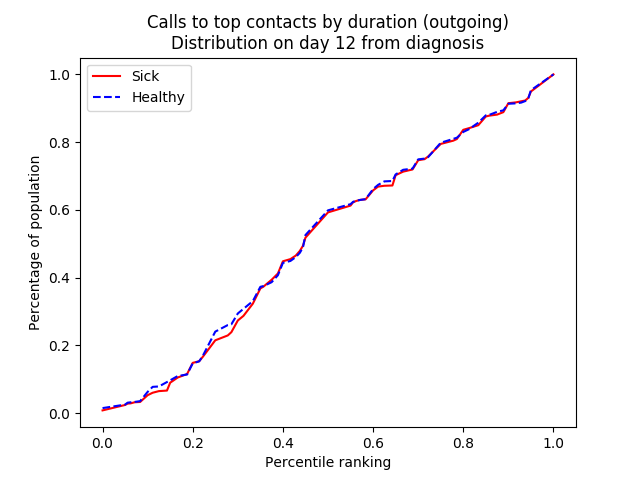 Calls to top contacts by duration (outgoing)
Distribution on day 12 from diagnosis
Sick
Healthy
Percentage of population
1.0
0.8
0.6
0.4
0.2
0.0
0.0 0.2 0.4 0.6 0.8 1.0
Percentile ranking